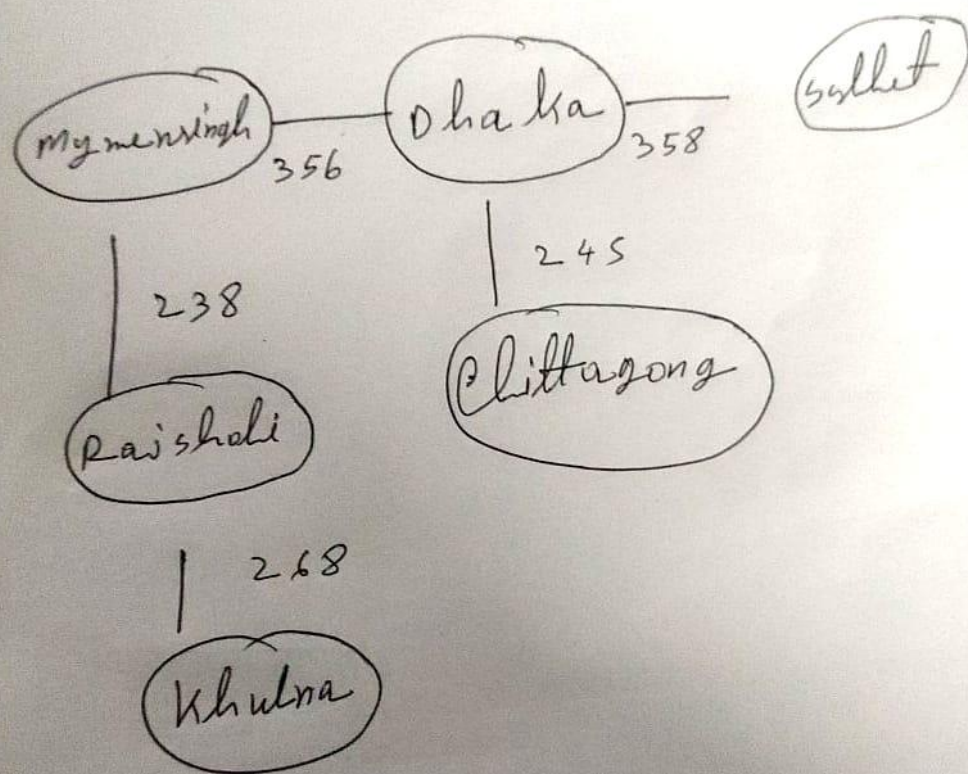 Mymensingh Dhaka sylhet
356 358
238 245
Rajshahi Chittagong
268
Khulna